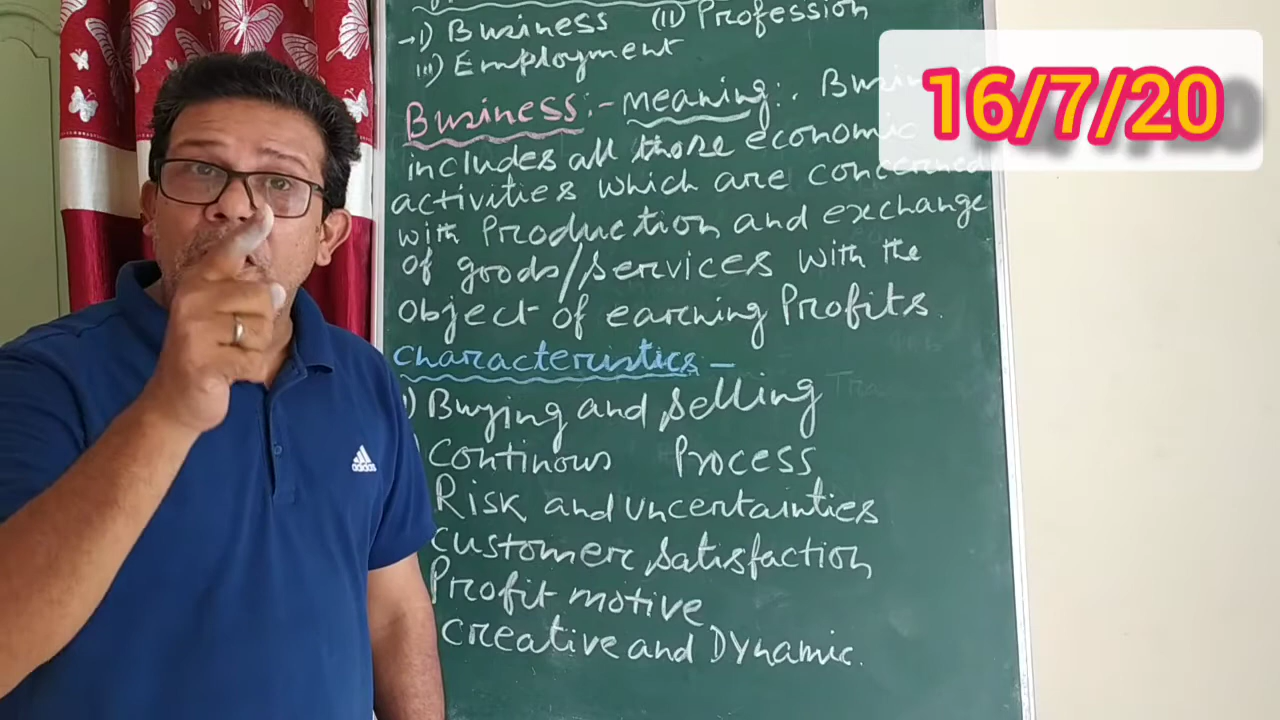 →i) Business (ii) Profession
iii) Employment
Business:- Meaning:. Busin
includes all those economic
activities which are concerned
with Production and exchange
of goods/services with the
object of earning Profits.
Characteristics -
i) Buying and selling
Continous Process
Risk and uncertainties
Customer satisfaction
Profit motive
Creative and Dynamic.
16/7/20
adidas